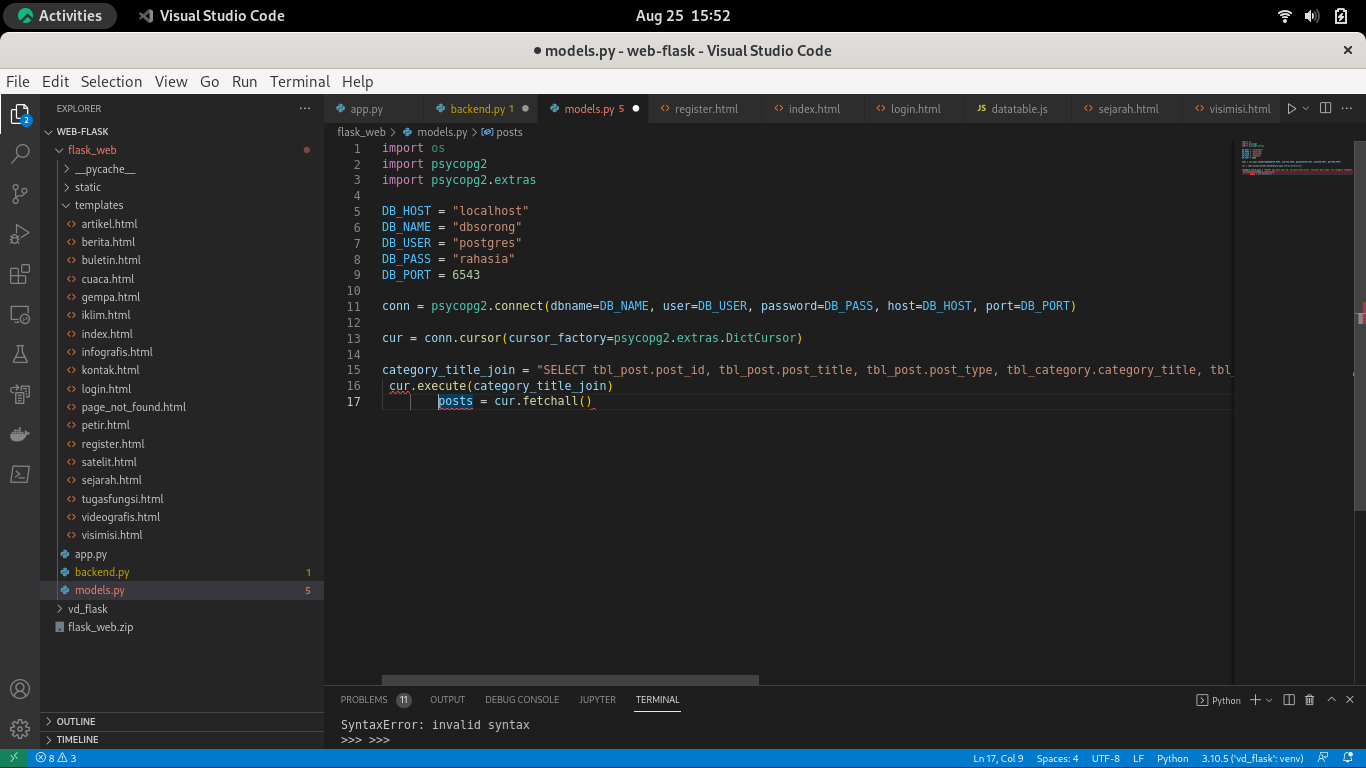 Activities Visual Studio Code Aug 25 15:52
● models.py - web-flask - Visual Studio Code ×
File Edit Selection View Go Run Terminal Help
EXPLORER ···
app.py backend.py 1 models.py 5 register.html index.html login.html JS datatable.js sejarah.html visimisi.html
flask_web > models.py > posts
2
WEB-FLASK
flask_web
__pycache__
static
templates
artikel.html
berita.html
buletin.html
cuaca.html
gempa.html
iklim.html
index.html
infografis.html
kontak.html
login.html
page_not_found.html
petir.html
register.html
satelit.html
sejarah.html
tugasfungsi.html
videografis.html
visimisi.html
app.py
backend.py 1
models.py 5
vd_flask
flask_web.zip
OUTLINE
TIMELINE
1 import os
2 import psycopg2
3 import psycopg2.extras
4
5 DB_HOST = "localhost"
6 DB_NAME = "dbsorong"
7 DB_USER = "postgres"
8 DB_PASS = "rahasia"
9 DB_PORT = 6543
10
11 conn = psycopg2.connect(dbname=DB_NAME, user=DB_USER, password=DB_PASS, host=DB_HOST, port=DB_PORT)
12
13 cur = conn.cursor(cursor_factory=psycopg2.extras.DictCursor)
14
15 category_title_join = "SELECT tbl_post.post_id, tbl_post.post_title, tbl_post.post_type, tbl_category.category_title, tbl_
16 cur.execute(category_title_join)
17 posts = cur.fetchall()
PROBLEMS 11 OUTPUT DEBUG CONSOLE JUPYTER TERMINAL Python
SyntaxError: invalid syntax
>>> >>>
8 3 Ln 17, Col 9 Spaces: 4 UTF-8 LF Python 3.10.5 ('vd_flask': venv)